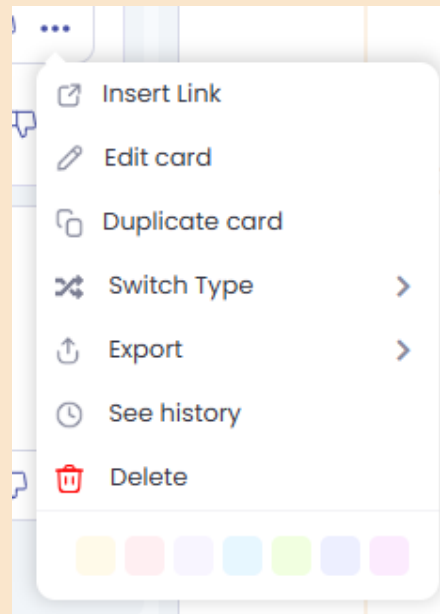 Insert Link
Edit card
Duplicate card
Switch Type
Export
See history
Delete